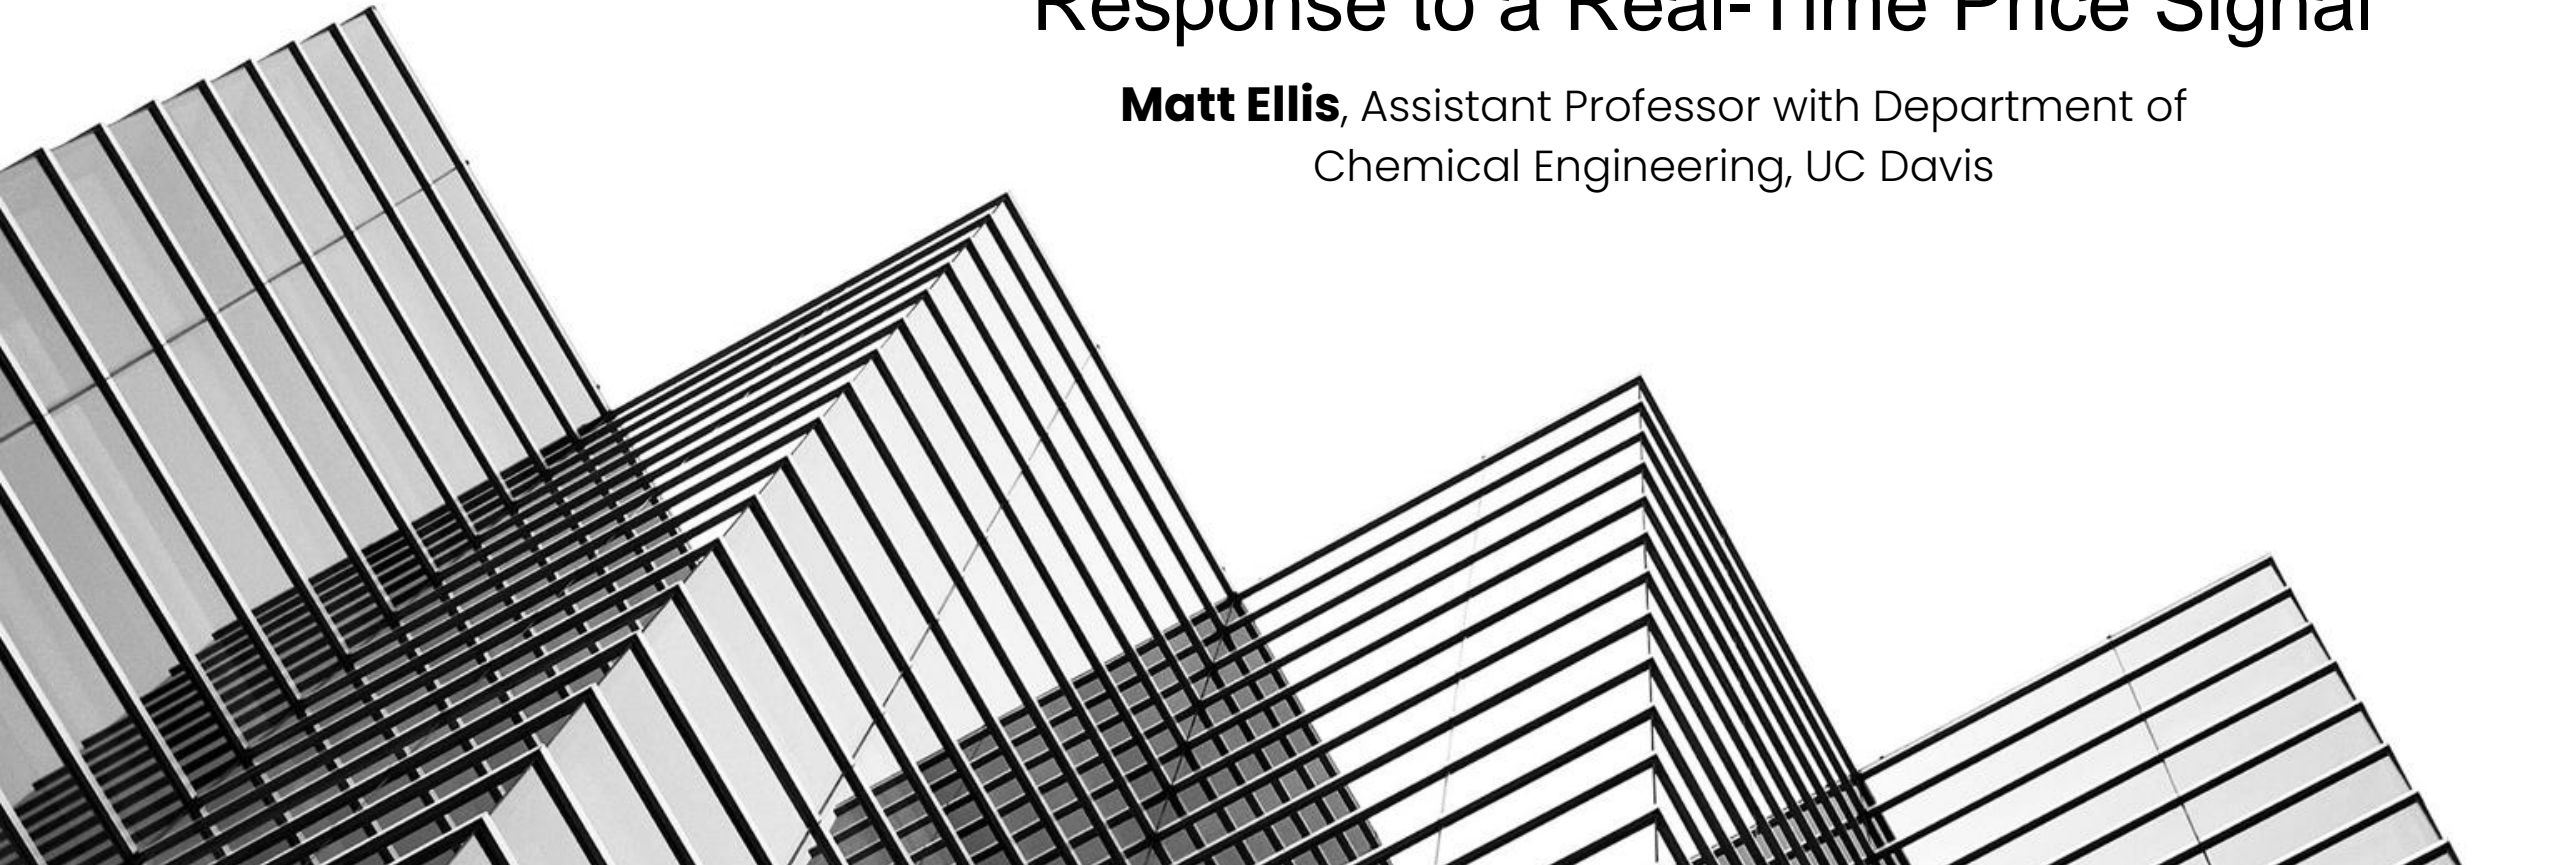 Response to a Real-Time Price Signal
Matt Ellis, Assistant Professor with Department of
Chemical Engineering, UC Davis